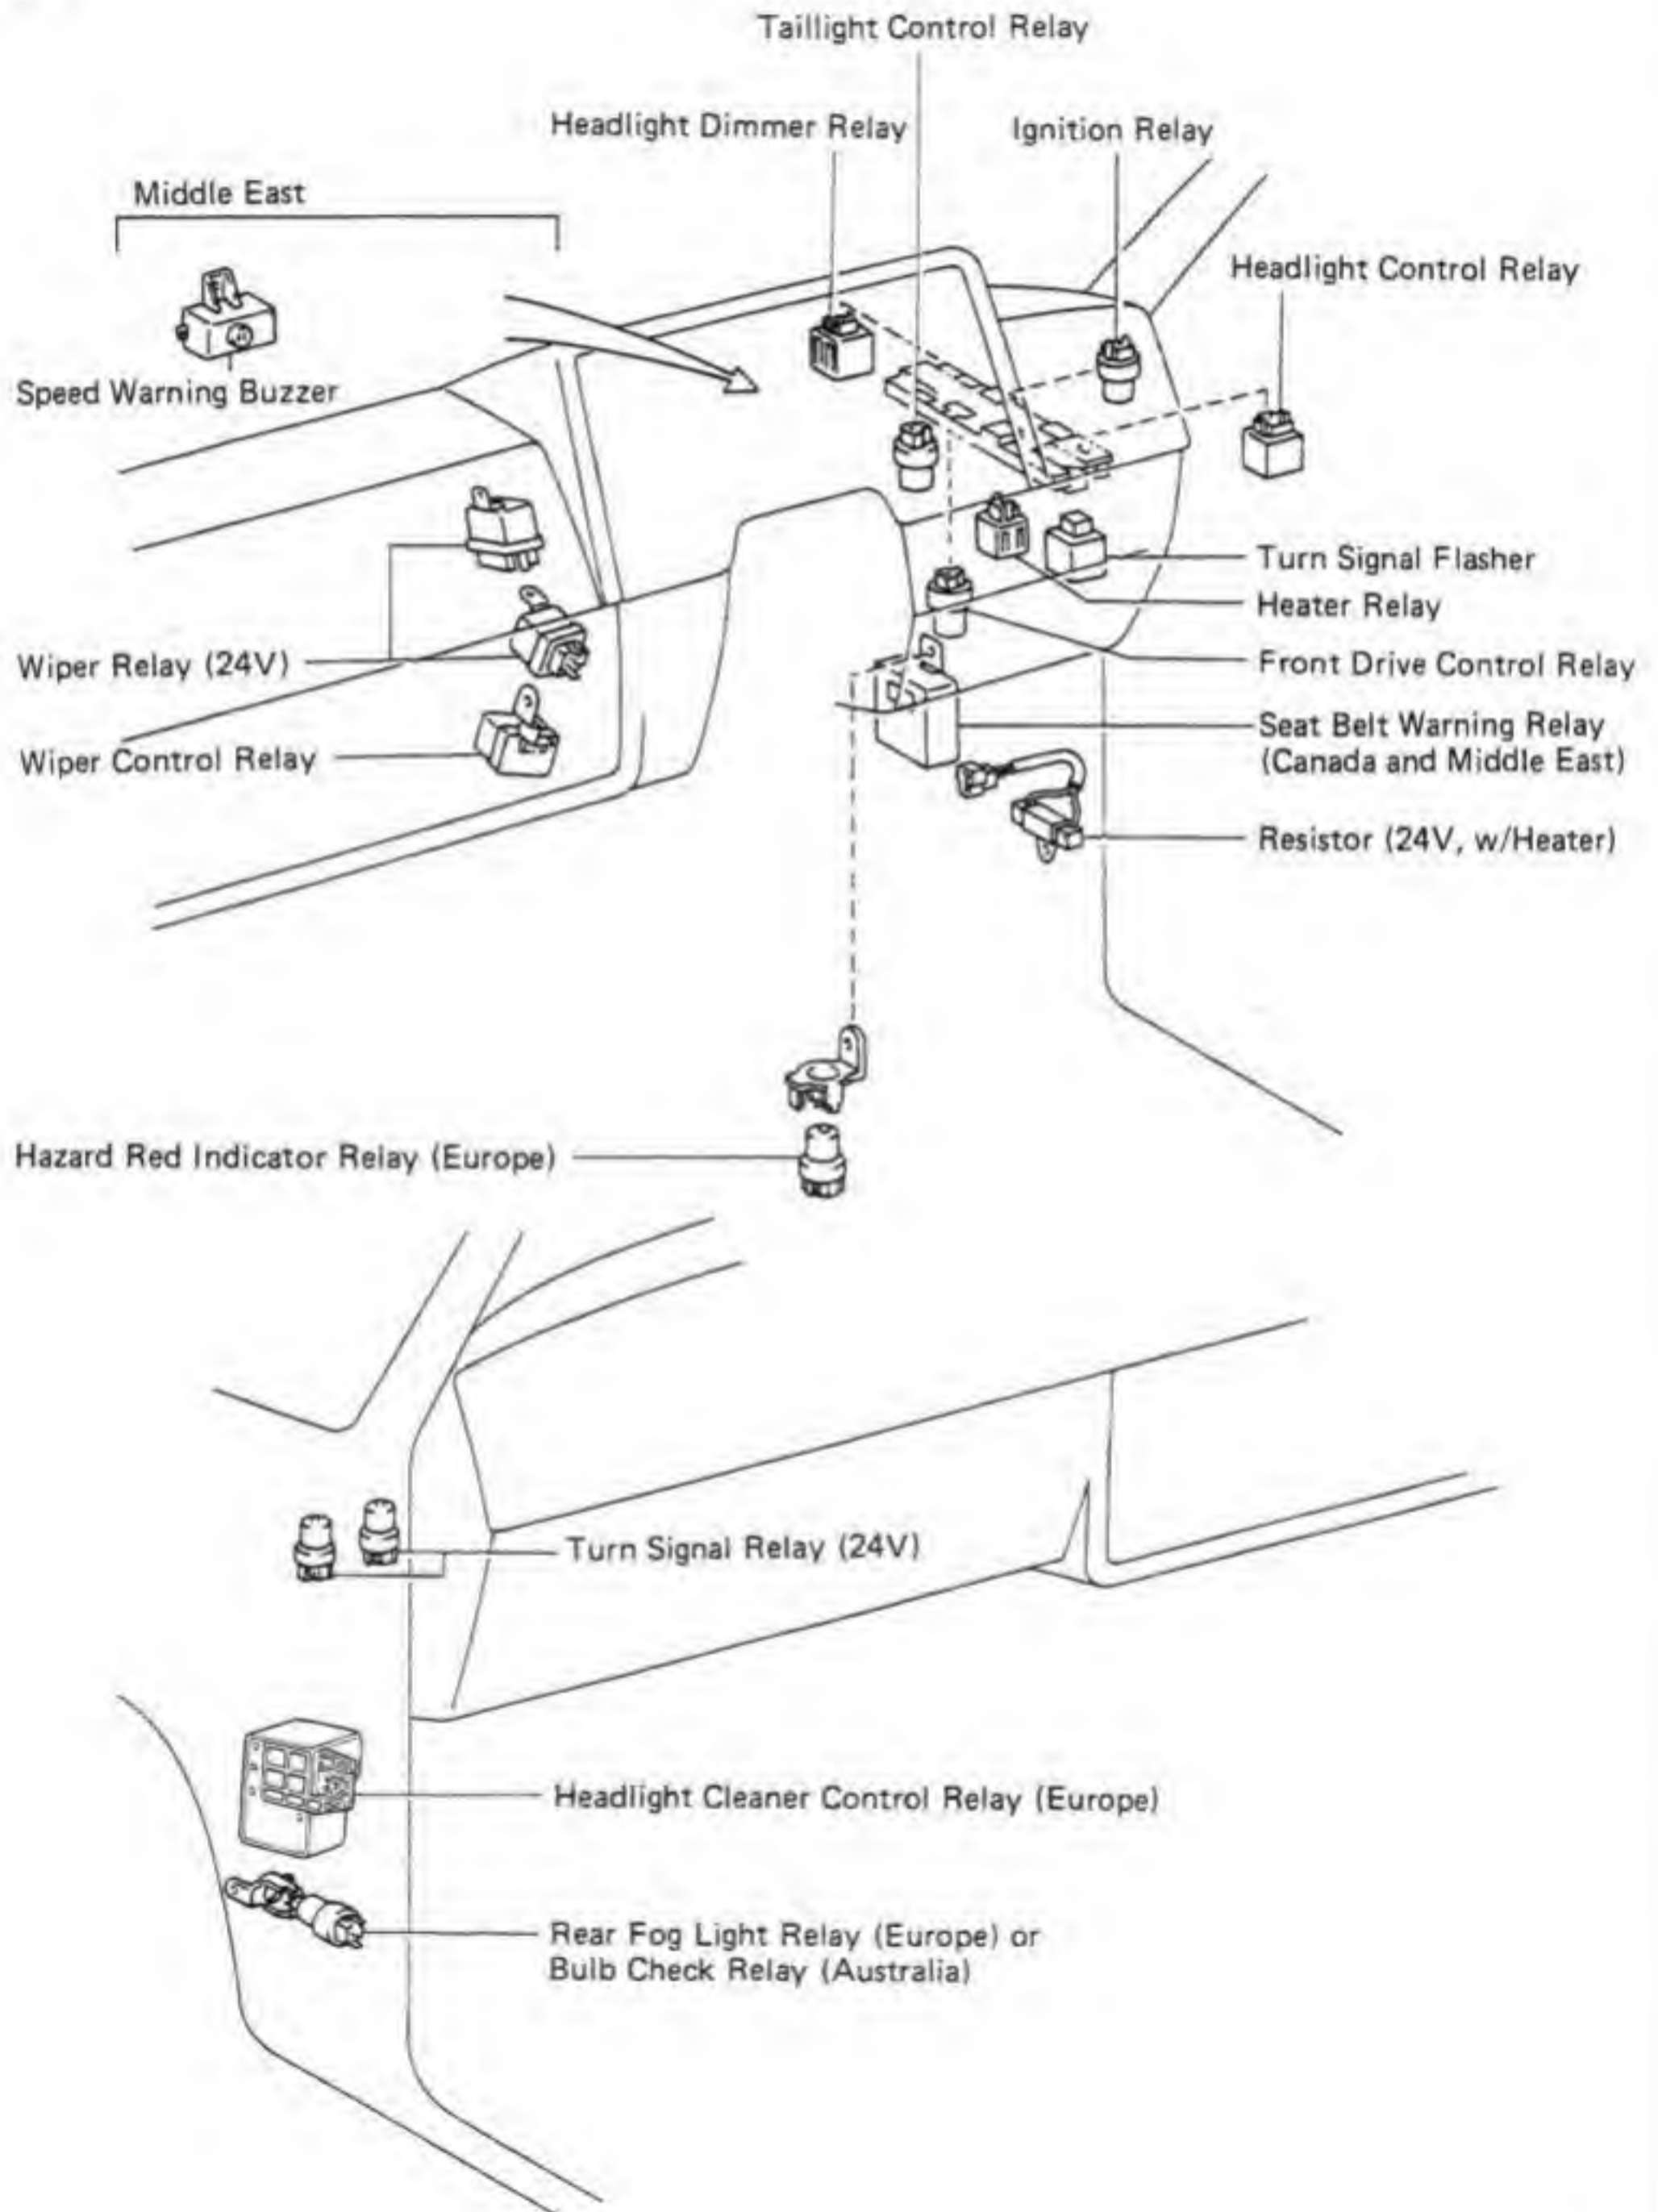 Taillight Control Relay
Headlight Dimmer Relay
Ignition Relay
Middle East
Headlight Control Relay
Speed Warning Buzzer
Turn Signal Flasher
Heater Relay
Wiper Relay (24V)
Front Drive Control Relay
Seat Belt Warning Relay
(Canada and Middle East)
Wiper Control Relay
Resistor (24V, w/Heater)
Hazard Red Indicator Relay (Europe)
Turn Signal Relay (24V)
Headlight Cleaner Control Relay (Europe)
Rear Fog Light Relay (Europe) or
Bulb Check Relay (Australia)